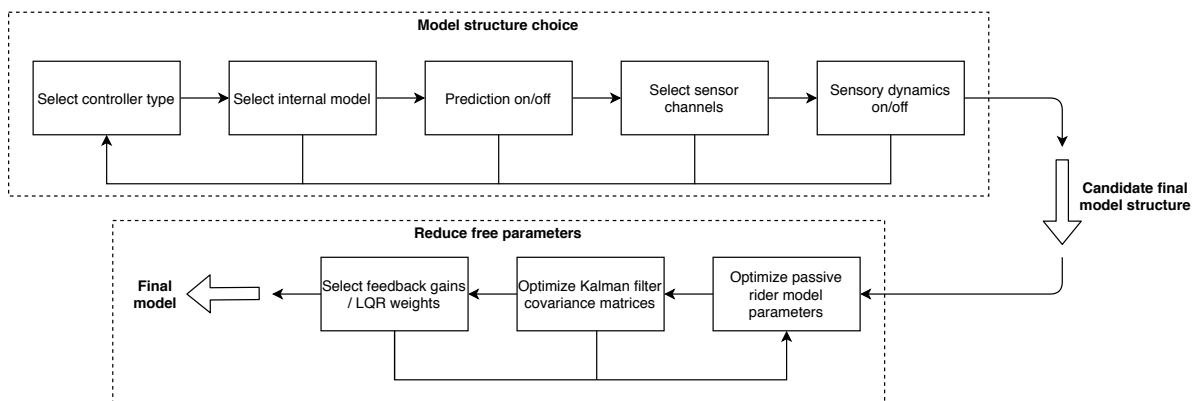 Model structure choice
Select controller type
Select internal model
Prediction on/off
Select sensor
channels
Sensory dynamics
on/off
Candidate final
model structure
Reduce free parameters
Optimize passive
rider model
parameters
Optimize Kalman filter
covariance matrices
Select feedback gains
/ LQR weights
Final
model